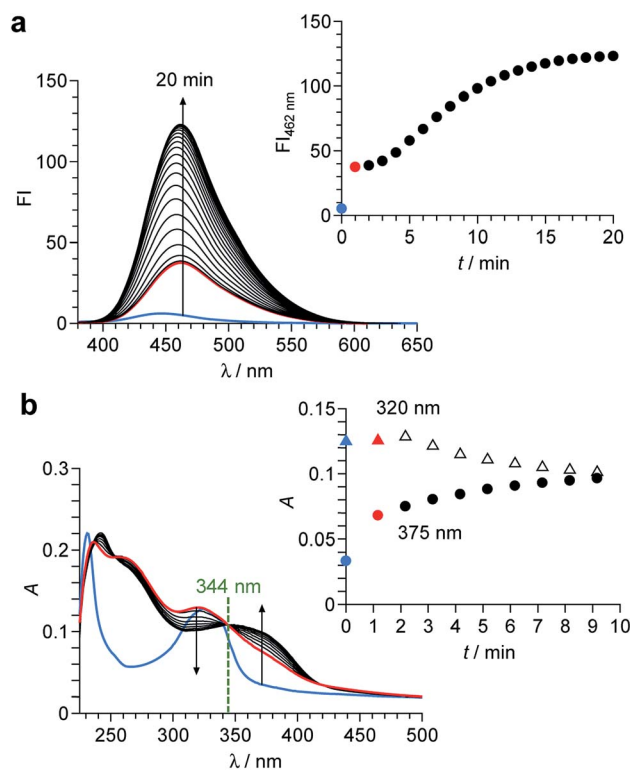 a
150
100
50
0
FI
20 min
400 450 500 550 600 650
λ / nm
150
100
50
0
FI462 nm
0 5 10 15 20
t / min
b
0.3
0.2
0.1
0
A
344 nm
250 300 350 400 450 500
λ / nm
0.15
0.1
0.05
0
A
320 nm
375 nm
0 1 2 3 4 5 6 7 8 9 10
t / min